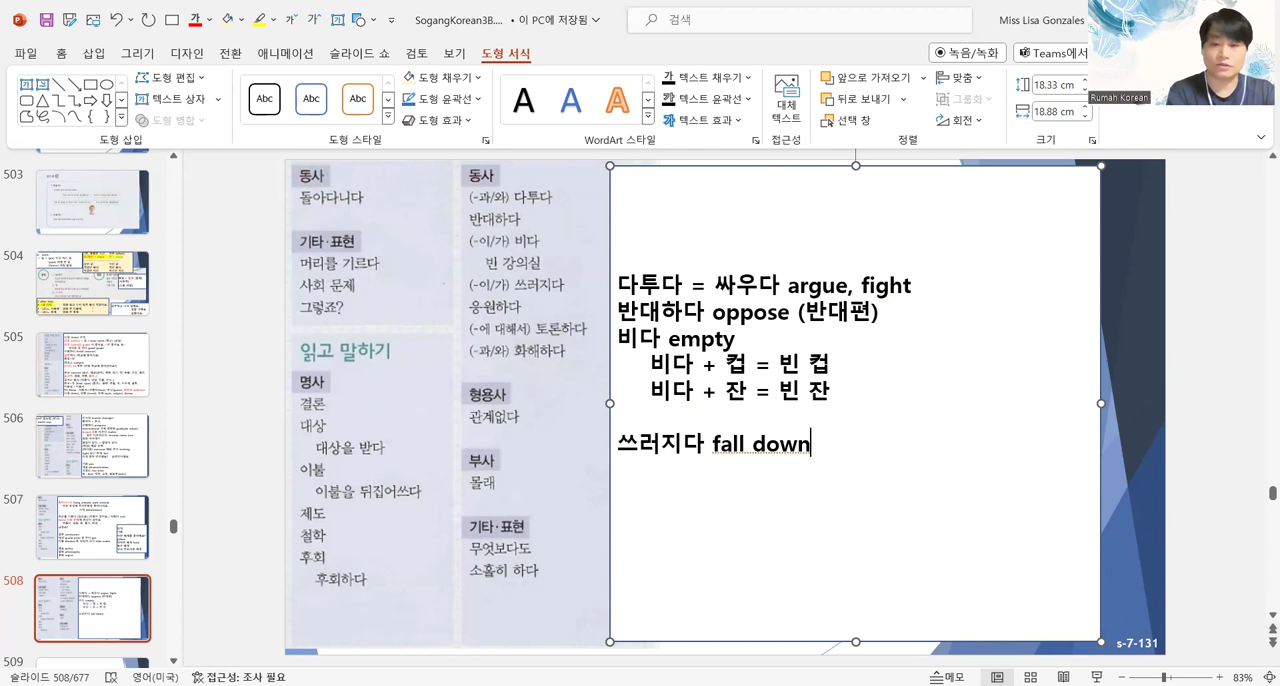 SogangKorean3B.... • 이 PC에 저장됨
검색
Miss Lisa Gonzales
파일 홈 삽입 그리기 디자인 전환 애니메이션 슬라이드 쇼 검토 보기 도형 서식
녹음/녹화
Teams에서
도형 편집
텍스트 상자
도형 병합
도형 삽입
Abc Abc Abc
도형 채우기
도형 윤곽선
도형 효과
도형 스타일
A A A
텍스트 채우기
텍스트 윤곽선
텍스트 효과
WordArt 스타일
대체
텍스트
접근성
앞으로 가져오기
뒤로 보내기
선택 창
맞춤
그룹화
회전
정렬
18.33 cm
18.88 cm
크기
Rumah Korean
503
504
505
506
507
508
509
동사
돌아다니다
기타·표현
머리를 기르다
사회 문제
그렇죠?
읽고 말하기
명사
결론
대상
대상을 받다
이불
이불을 뒤집어쓰다
제도
철학
후회
후회하다
동사
(-과/와) 다투다
반대하다
(-이/가) 비다
빈 강의실
(-이/가) 쓰러지다
응원하다
(-에 대해서) 토론하다
(-과/와) 화해하다
형용사
관계없다
부사
몰래
기타·표현
무엇보다도
소홀히 하다
다투다 = 싸우다 argue, fight
반대하다 oppose (반대편)
비다 empty
비다 + 컵 = 빈 컵
비다 + 잔 = 빈 잔
쓰러지다 fall down
s-7-131
슬라이드 508/677
영어(미국)
접근성: 조사 필요
메모
83%